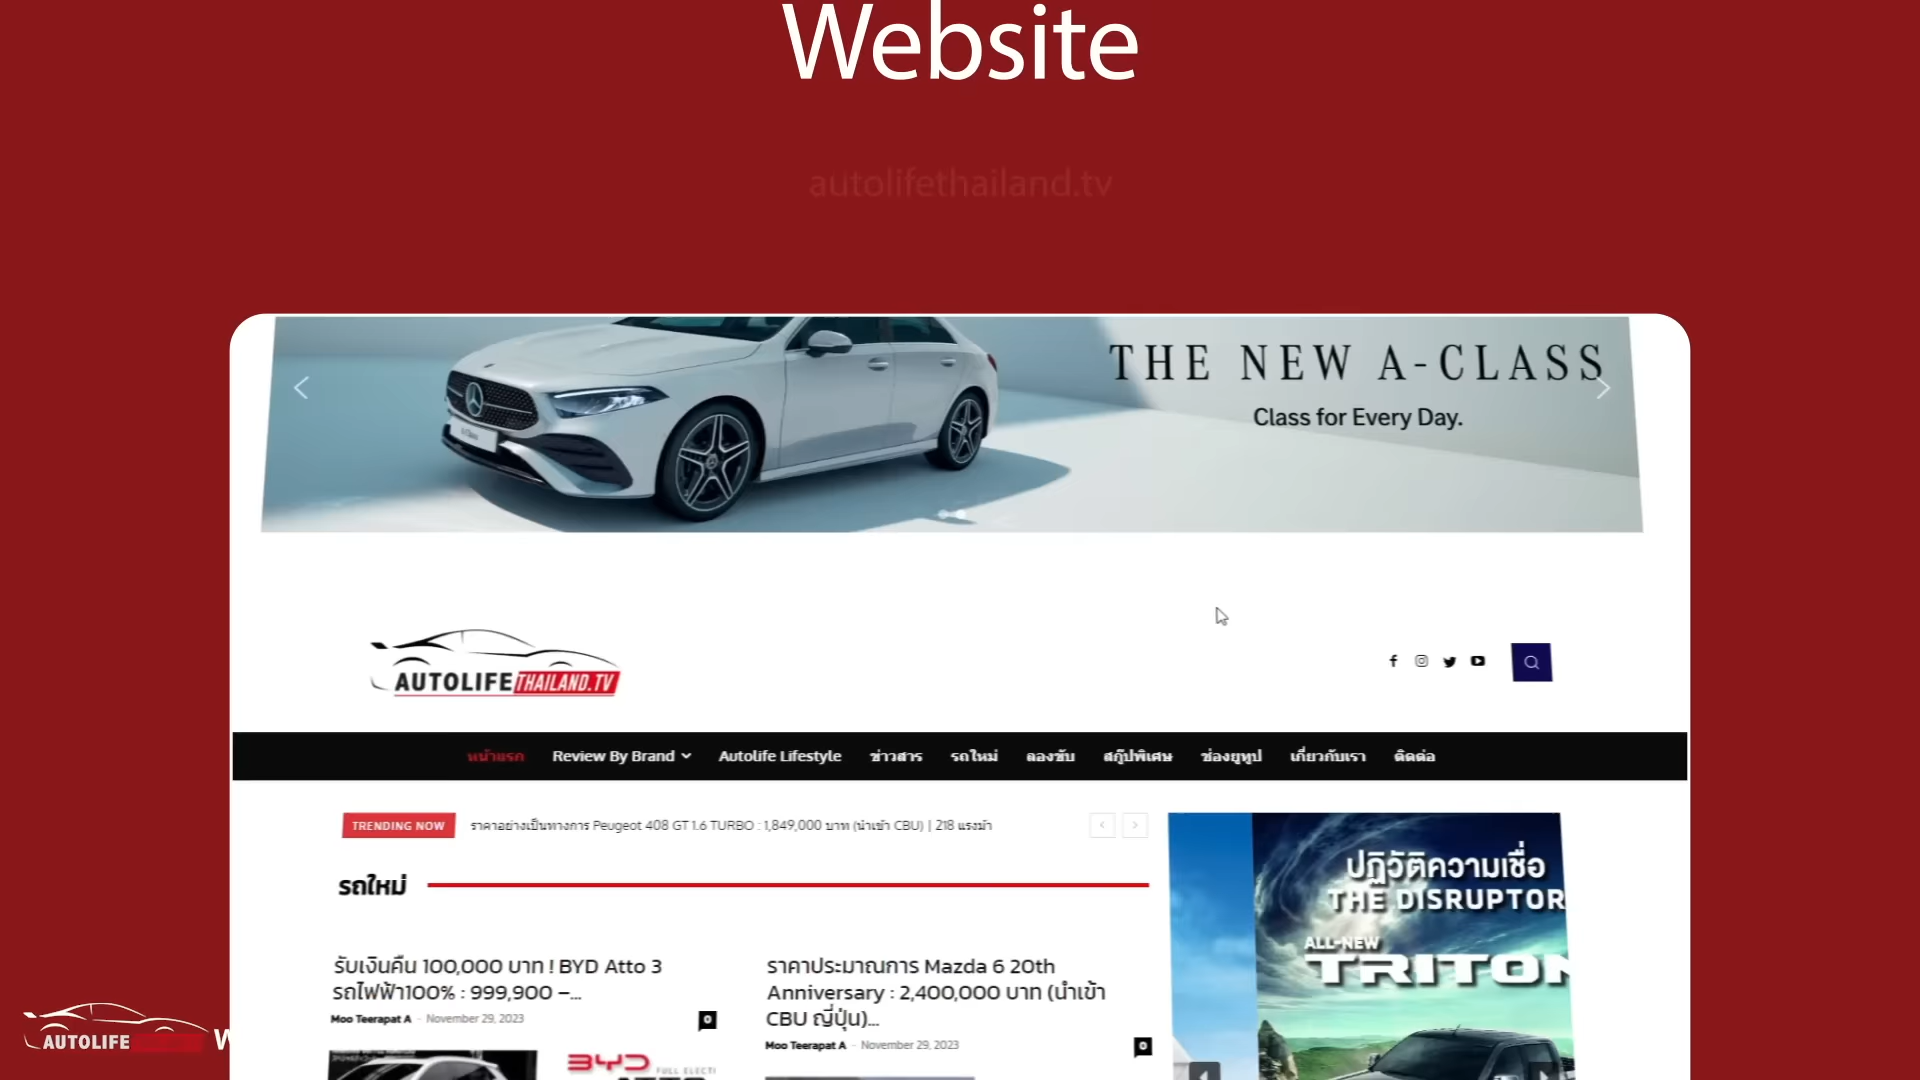 Website
autolifethailand.tv
THE NEW A-CLASS
Class for Every Day.
AUTOLIFETHAILAND.TV
หน้าแรก Review By Brand Autolife Lifestyle ข่าวสาร รถใหม่ ลองขับ สกู๊ปพิเศษ ช่องยูทูป เกี่ยวกับเรา ติดต่อ
TRENDING NOW ราคาอย่างเป็นทางการ Peugeot 408 GT 1.6 TURBO : 1,849,000 บาท (นำเข้า CBU) | 218 แรงม้า
รถใหม่
รับเงินคืน 100,000 บาท ! BYD Atto 3
รถไฟฟ้า100% : 999,900 –...
Moo Teerapat A - November 29, 2023 0
ราคาประมาณการ Mazda 6 20th
Anniversary : 2,400,000 บาท (นำเข้า
CBU ญี่ปุ่น)...
Moo Teerapat A - November 29, 2023 0
ปฏิวัติความเชื่อ
THE DISRUPTOR
ALL-NEW
TRITON
BYD FULL ELECTI
AUTOLIFE W